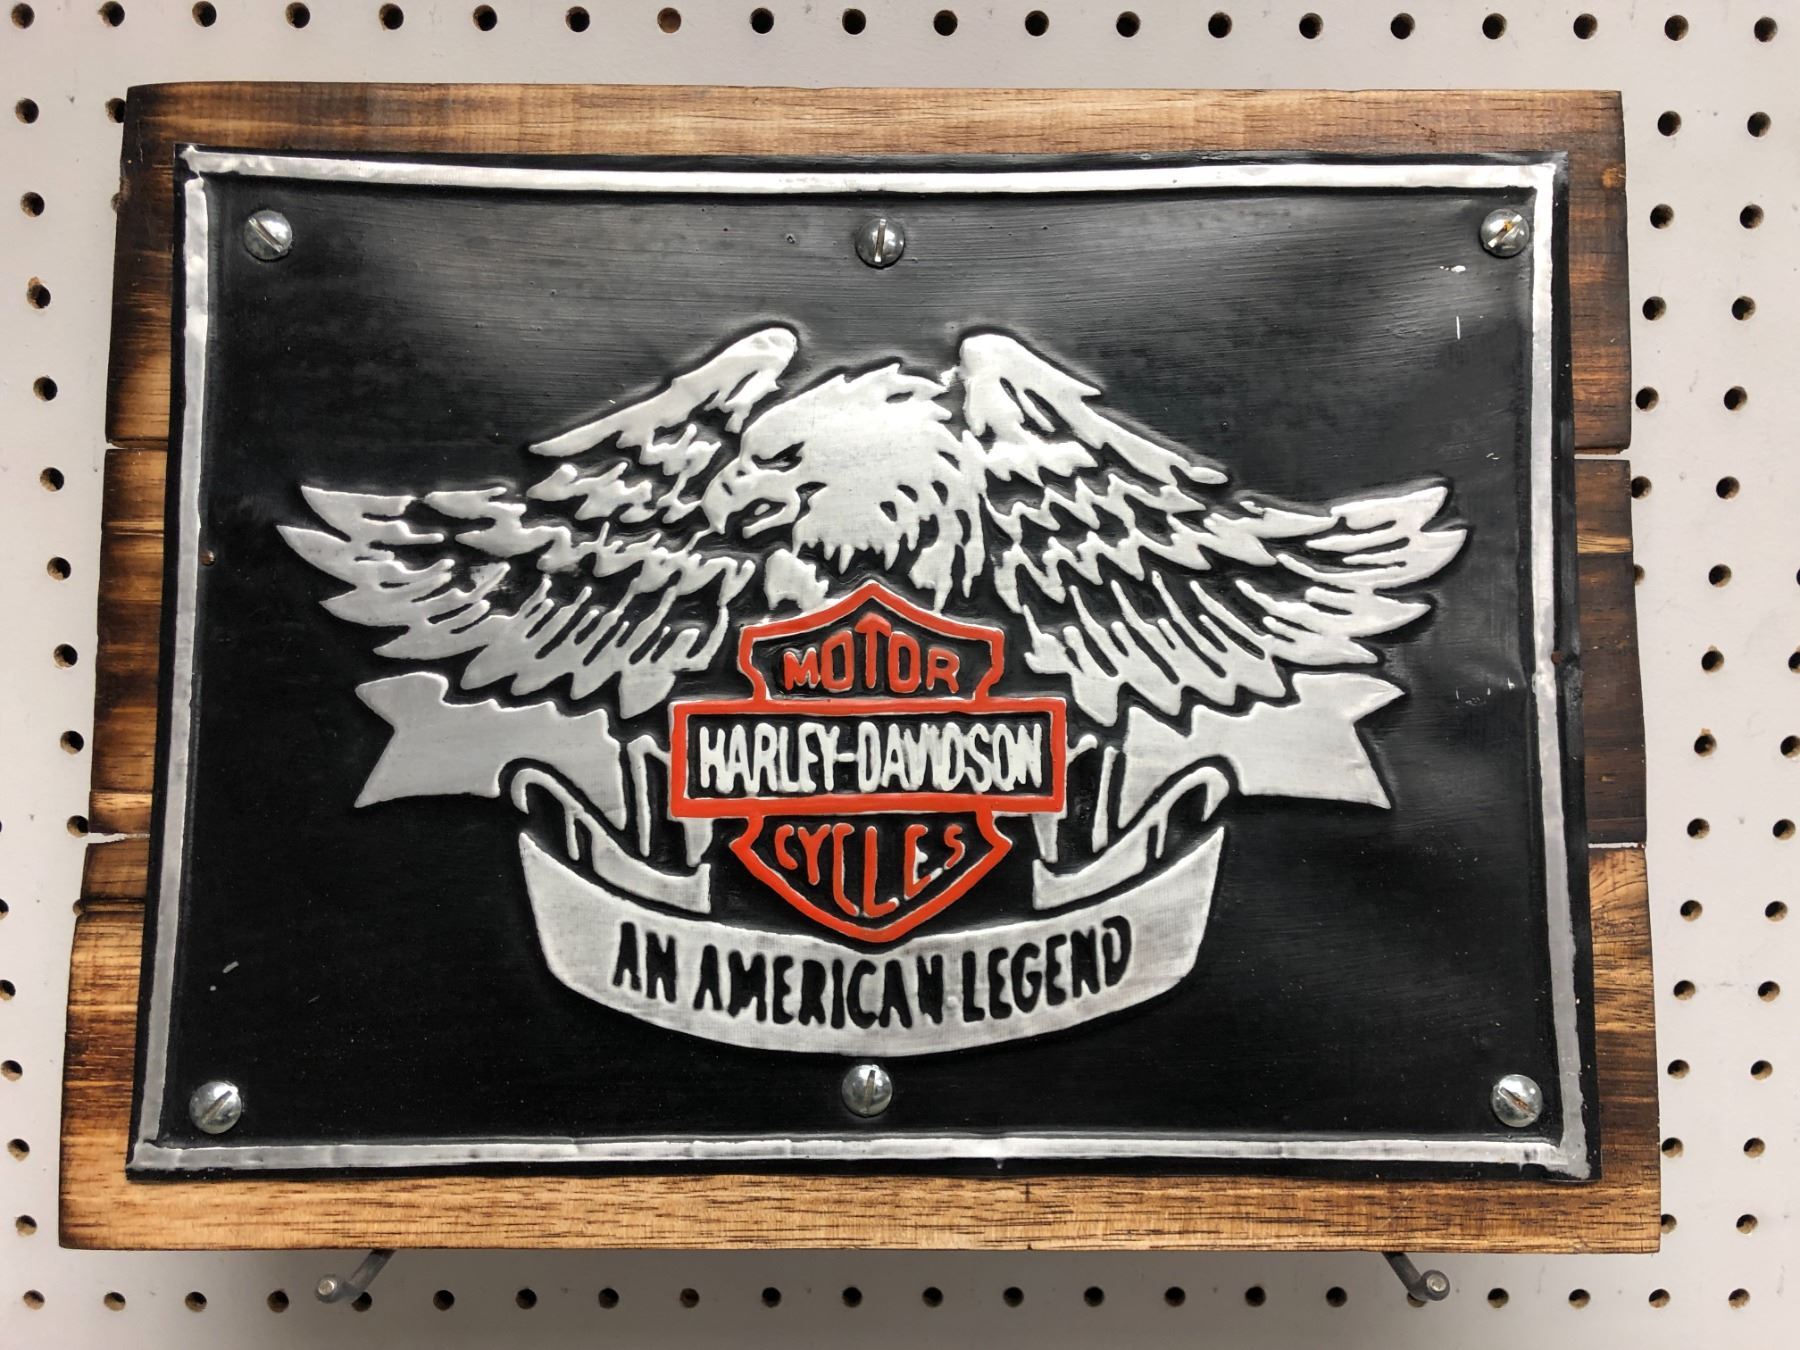 MOTOR
HARLEY-DAVIDSON
CYCLES
AN AMERICAN LEGEND